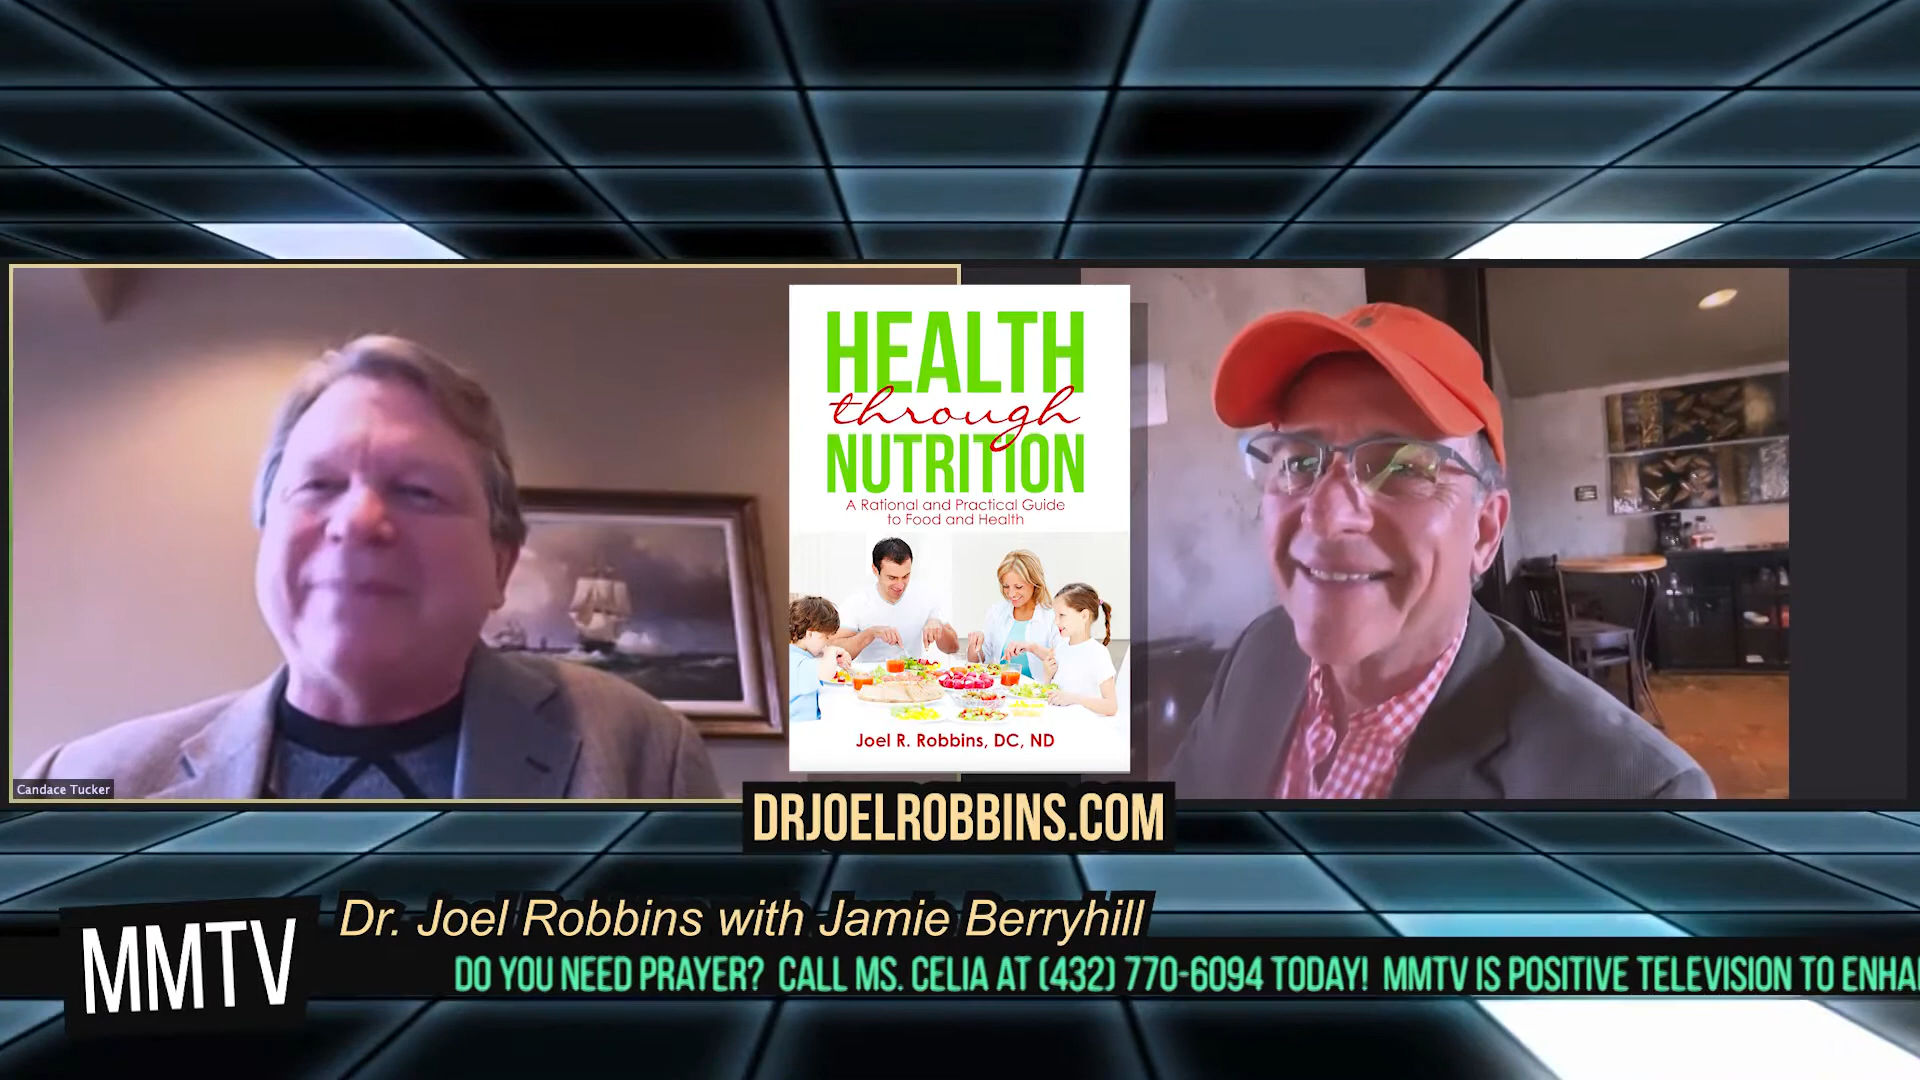 HEALTH
through
NUTRITION
A Rational and Practical Guide
to Food and Health
Joel R. Robbins, DC, ND
Candace Tucker
DRJOELROBBINS.COM
Dr. Joel Robbins with Jamie Berryhill
MMTV
DO YOU NEED PRAYER? CALL MS. CELIA AT (432) 770-6094 TODAY! MMTV IS POSITIVE TELEVISION TO ENHA